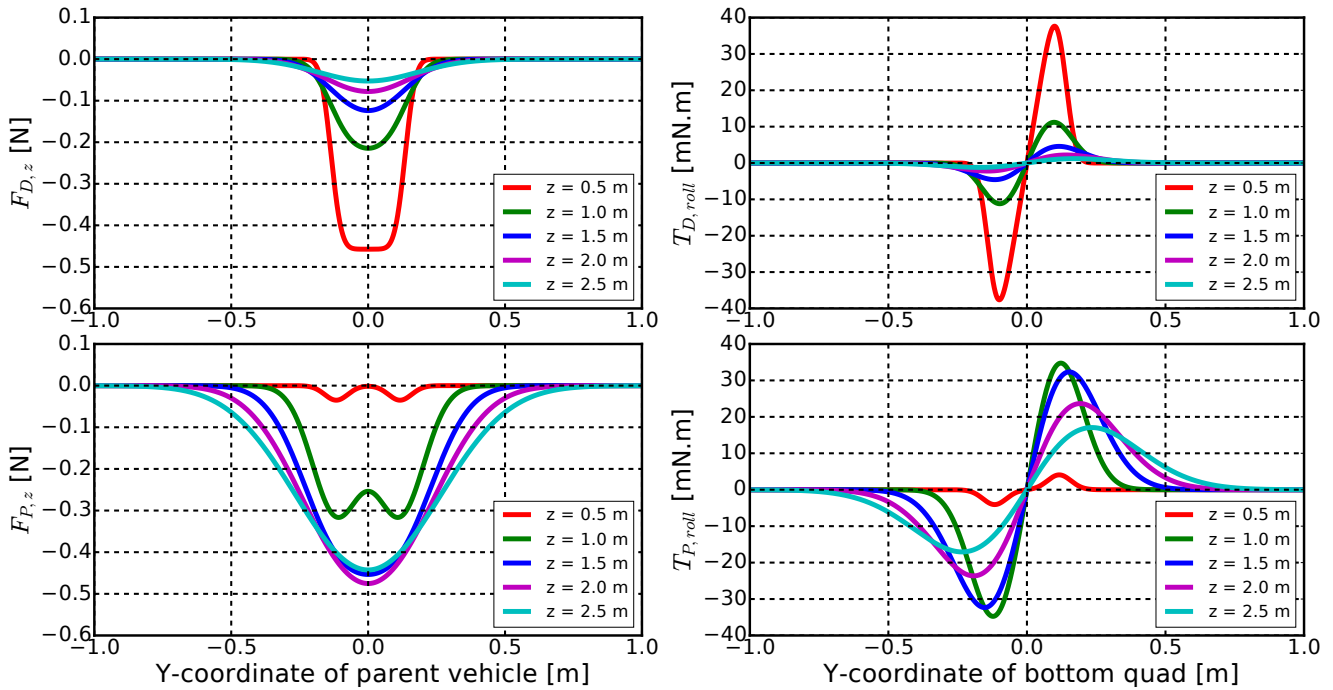 0.1
0.0
−0.1
−0.2
−0.3
−0.4
−0.5
−0.6
F_{D,z} [N]
−1.0 −0.5 0.0 0.5 1.0
z = 0.5 m
z = 1.0 m
z = 1.5 m
z = 2.0 m
z = 2.5 m
40
30
20
10
0
−10
−20
−30
−40
T_{D,roll} [mN.m]
−1.0 −0.5 0.0 0.5 1.0
z = 0.5 m
z = 1.0 m
z = 1.5 m
z = 2.0 m
z = 2.5 m
0.1
0.0
−0.1
−0.2
−0.3
−0.4
−0.5
−0.6
F_{P,z} [N]
−1.0 −0.5 0.0 0.5 1.0
Y-coordinate of parent vehicle [m]
z = 0.5 m
z = 1.0 m
z = 1.5 m
z = 2.0 m
z = 2.5 m
40
30
20
10
0
−10
−20
−30
−40
T_{P,roll} [mN.m]
−1.0 −0.5 0.0 0.5 1.0
Y-coordinate of bottom quad [m]
z = 0.5 m
z = 1.0 m
z = 1.5 m
z = 2.0 m
z = 2.5 m